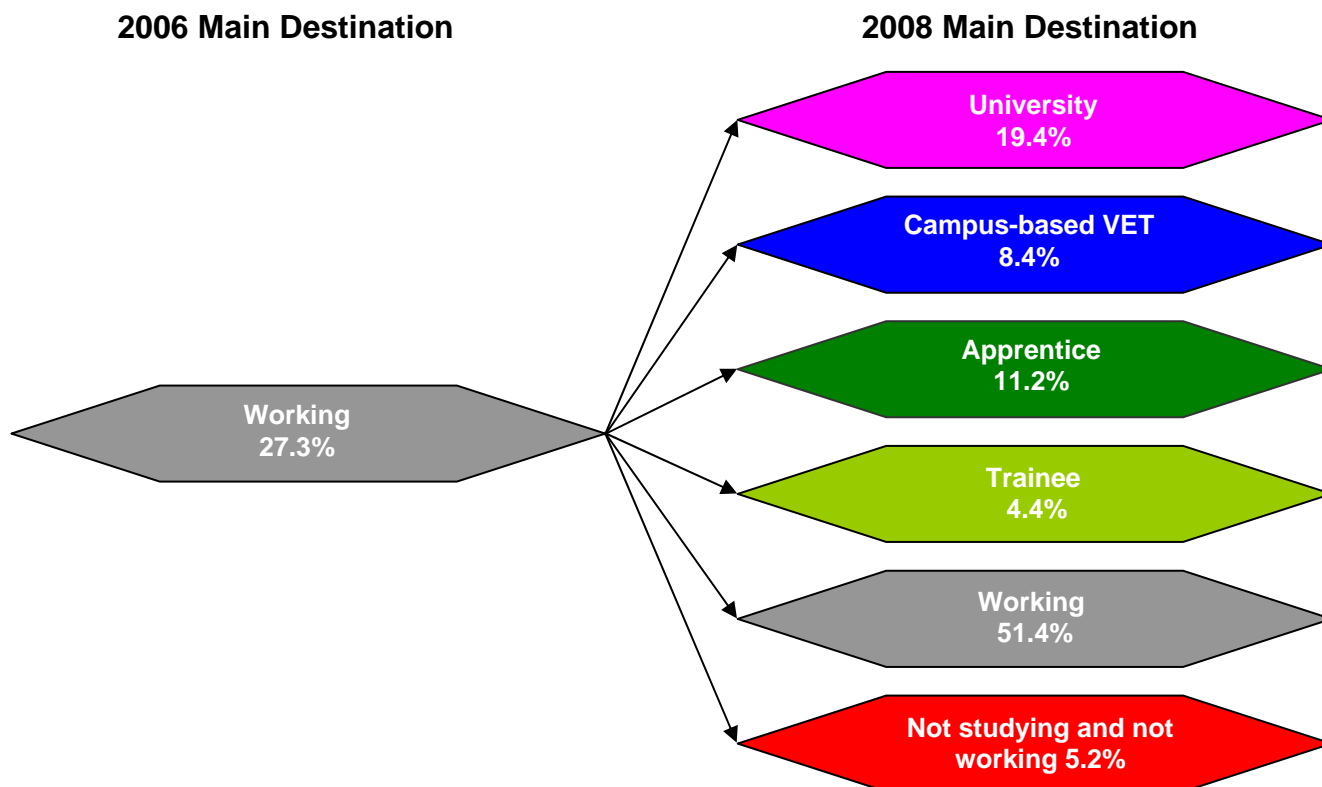 2006 Main Destination
2008 Main Destination
University
19.4%
Campus-based VET
8.4%
Apprentice
11.2%
Working
27.3%
Trainee
4.4%
Working
51.4%
Not studying and not
working 5.2%